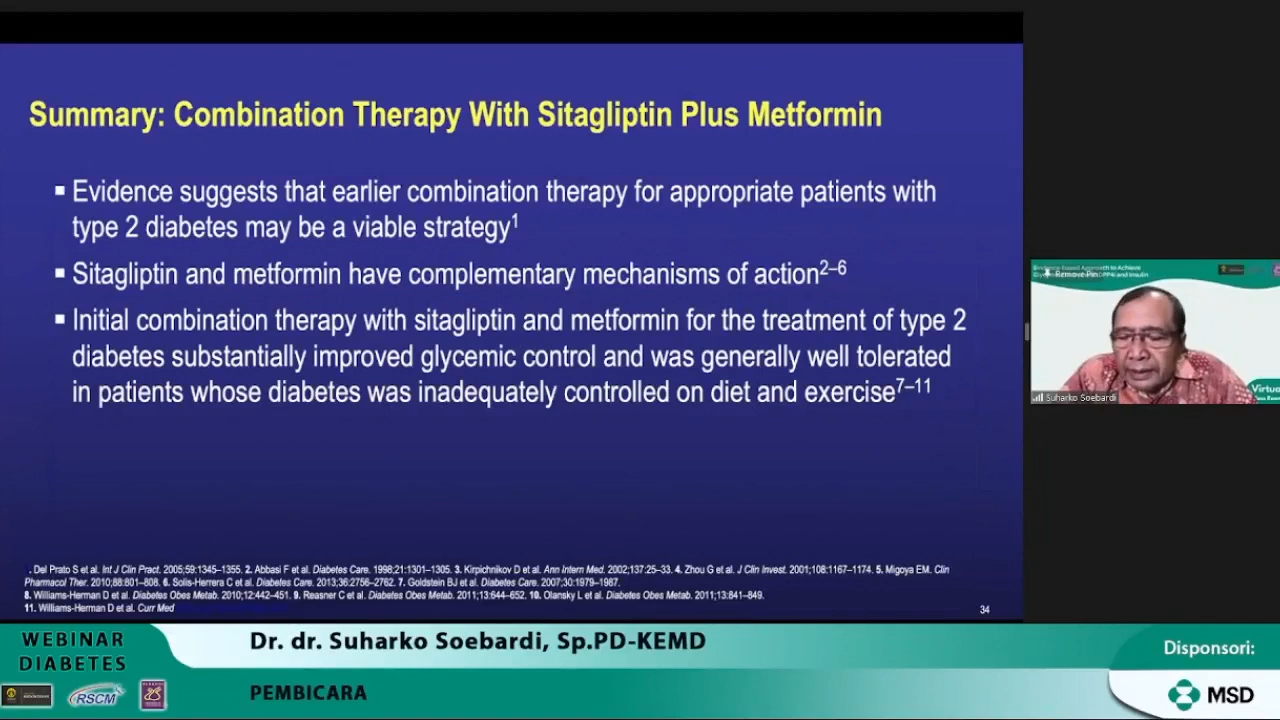 Summary: Combination Therapy With Sitagliptin Plus Metformin
▪ Evidence suggests that earlier combination therapy for appropriate patients with
type 2 diabetes may be a viable strategy1
▪ Sitagliptin and metformin have complementary mechanisms of action2–6
▪ Initial combination therapy with sitagliptin and metformin for the treatment of type 2
diabetes substantially improved glycemic control and was generally well tolerated
in patients whose diabetes was inadequately controlled on diet and exercise7–11
. Del Prato S et al. Int J Clin Pract. 2005;59:1345–1355. 2. Abbasi F et al. Diabetes Care. 1998;21:1301–1305. 3. Kirpichnikov D et al. Ann Intern Med. 2002;137:25–33. 4. Zhou G et al. J Clin Invest. 2001;108:1167–1174. 5. Migoya EM. Clin
Pharmacol Ther. 2010;88:801–808. 6. Solis-Herrera C et al. Diabetes Care. 2013;36:2756–2762. 7. Goldstein BJ et al. Diabetes Care. 2007;30:1979–1987.
8. Williams-Herman D et al. Diabetes Obes Metab. 2010;12:442–451. 9. Reasner C et al. Diabetes Obes Metab. 2011;13:644–652. 10. Olansky L et al. Diabetes Obes Metab. 2011;13:841–849.
11. Williams-Herman D et al. Curr Med
34
Remove Pin
Suharko Soebardi
Virtua
WEBINAR
DIABETES
Dr. dr. Suharko Soebardi, Sp.PD-KEMD
PEMBICARA
RSCM
Disponsori:
MSD